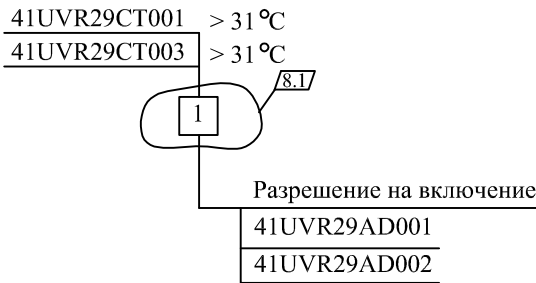 41UVR29CT001 > 31°C
41UVR29CT003 > 31°C
8.1
1
Разрешение на включение
41UVR29AD001
41UVR29AD002